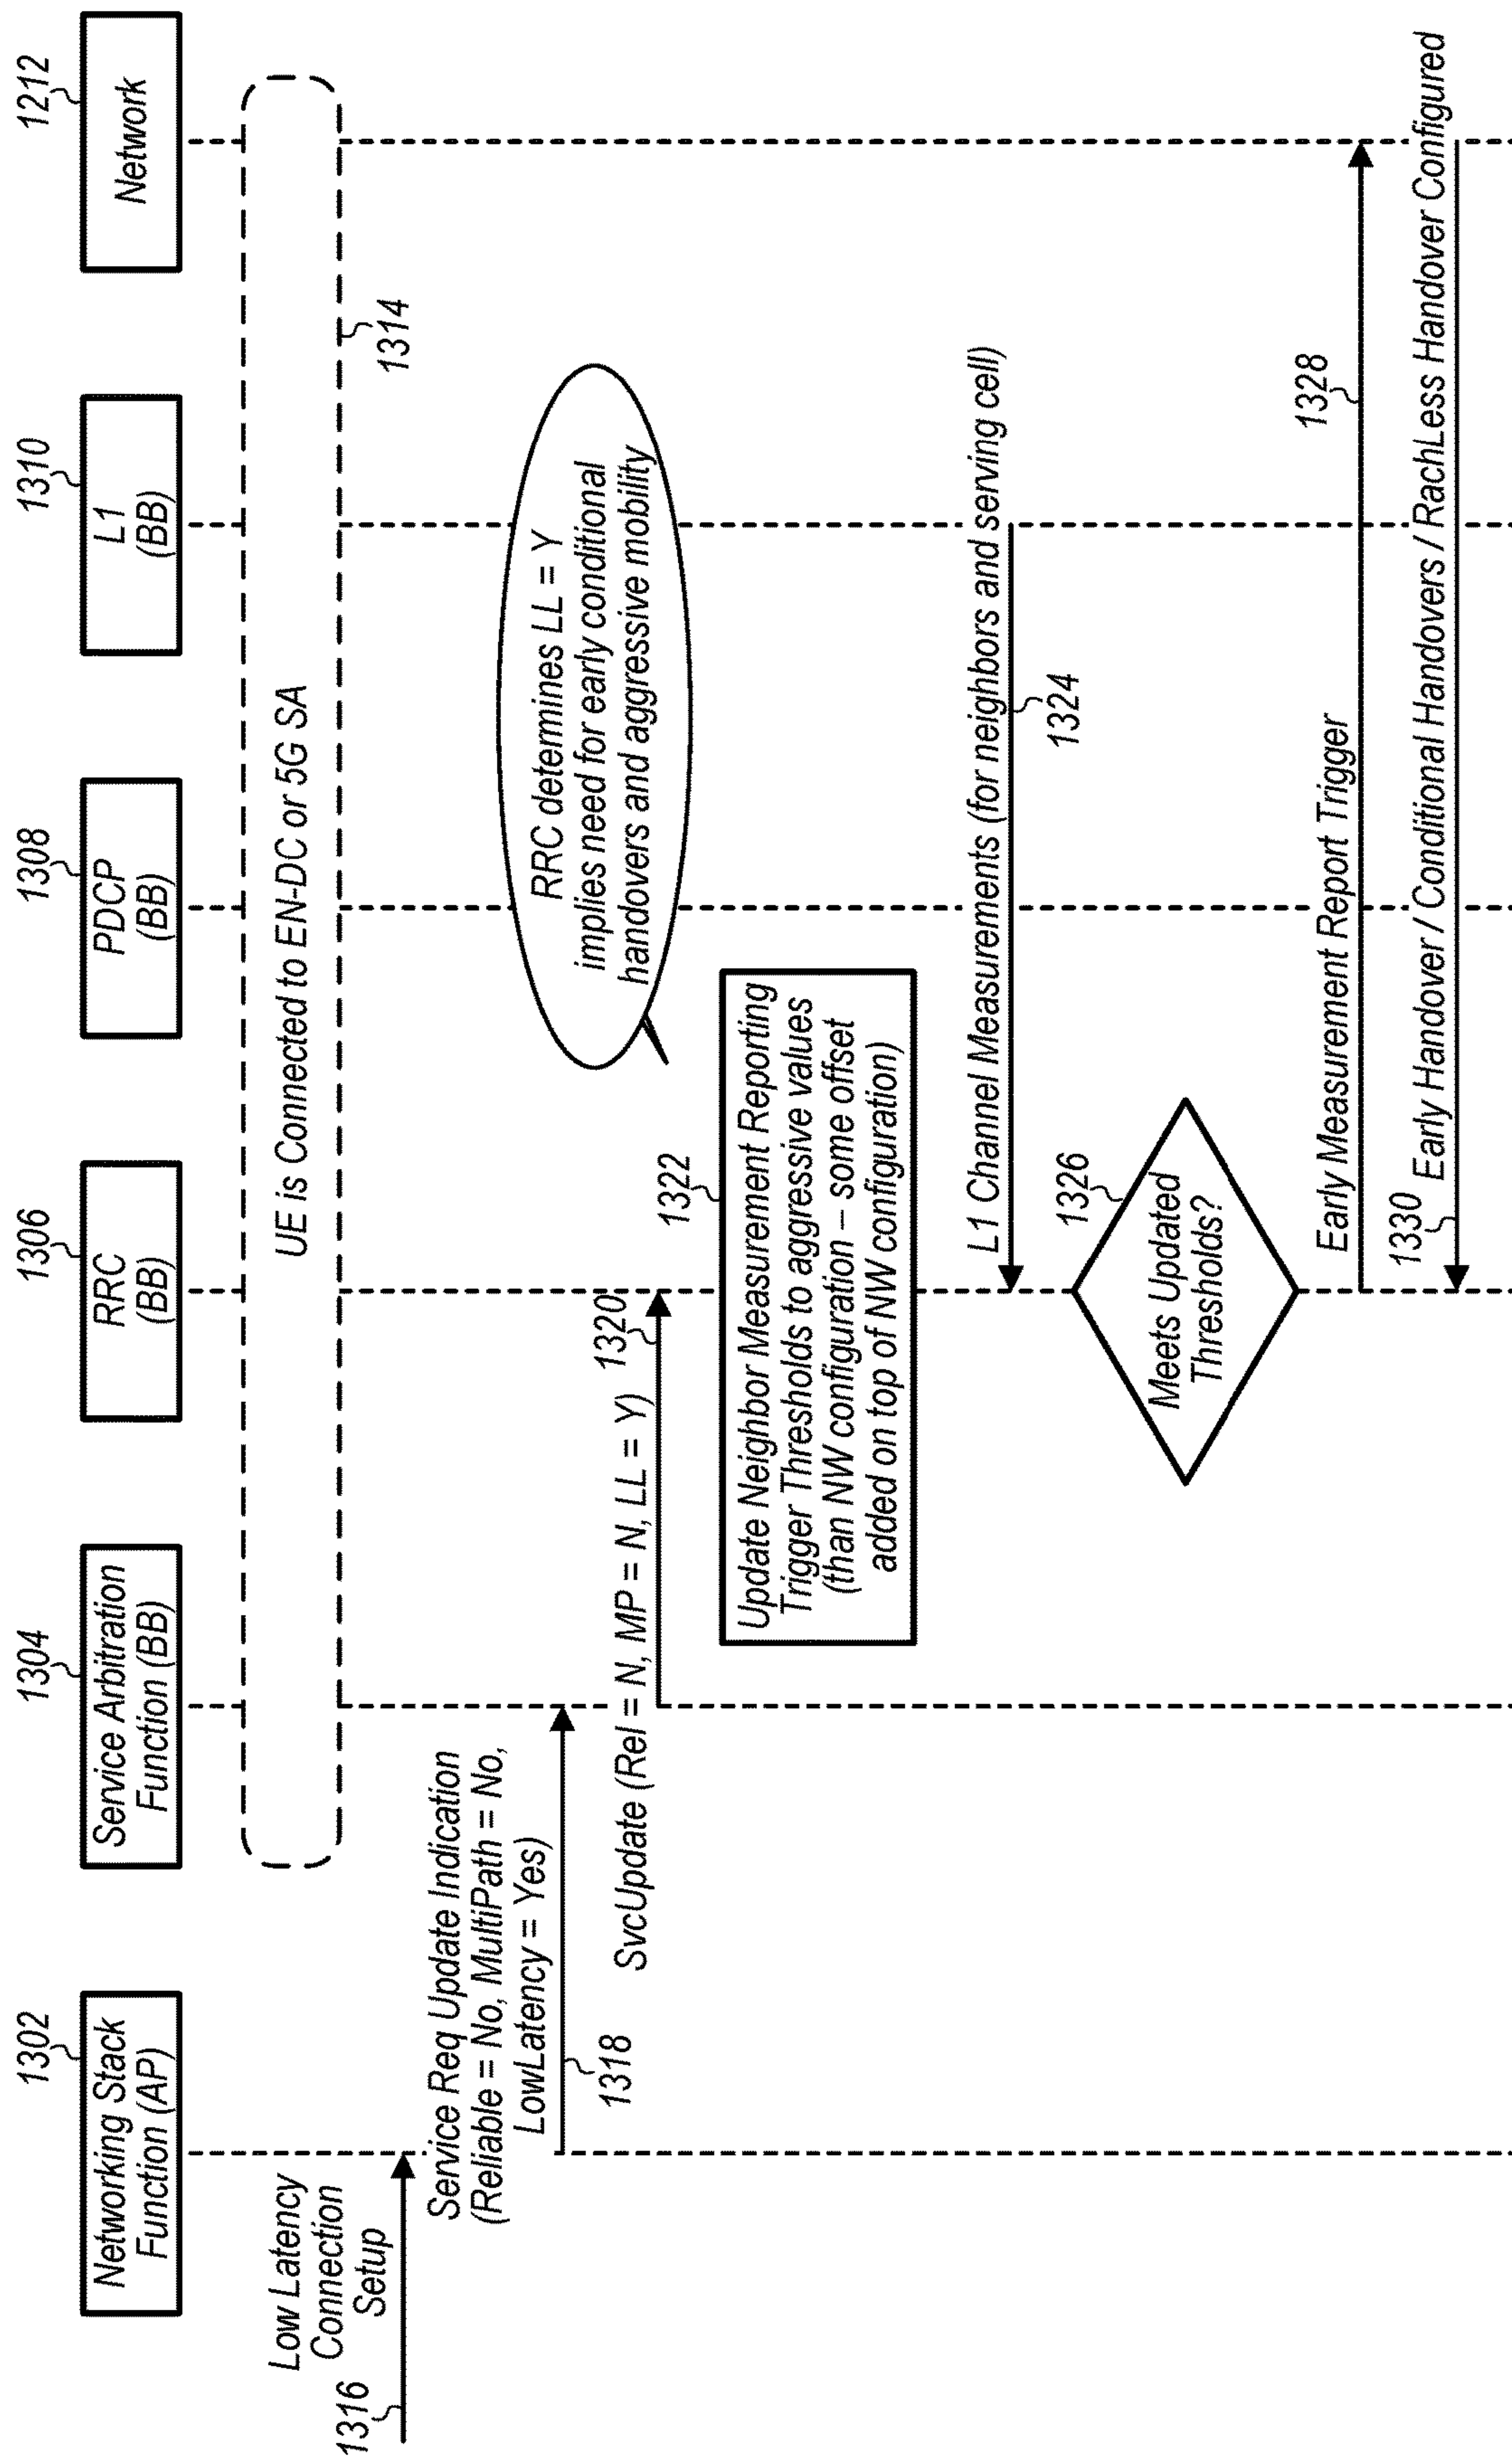 1302
1304
1306
1308
1310
1212
Networking Stack
Function (AP)
Service Arbitration
Function (BB)
RRC
(BB)
PDCP
(BB)
L1
(BB)
Network
UE is Connected to EN-DC or 5G SA
1314
Low Latency
Connection
Setup
1316
Service Req Update Indication
(Reliable = No, MultiPath = No,
LowLatency = Yes)
1318
RRC determines LL = Y
implies need for early conditional
handovers and aggressive mobility
SvcUpdate (Rel = N, MP = N, LL = Y)
1320
1322
Update Neighbor Measurement Reporting
Trigger Thresholds to aggressive values
(than NW configuration – some offset
added on top of NW configuration)
L1 Channel Measurements (for neighbors and serving cell)
1324
1326
Meets Updated
Thresholds?
Early Measurement Report Trigger
1328
1330
Early Handover / Conditional Handovers / RachLess Handover Configured